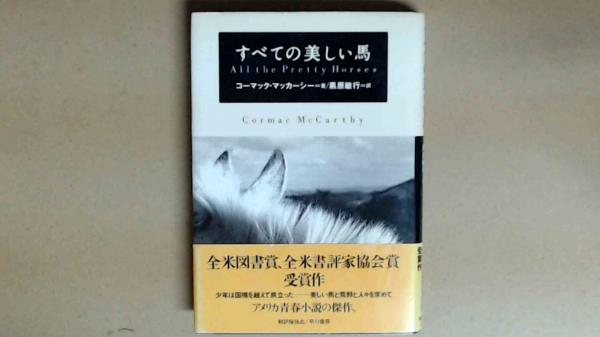 すべての美しい馬
All the Pretty Horses
コーマック・マッカーシー=著/黒原敏行=訳
Cormac McCarthy
全米図書賞、全米書評家協会賞
受賞作
少年は国境を越えて旅立った——美しい馬と荒野と人々を求めて
アメリカ青春小説の傑作。
早川書房